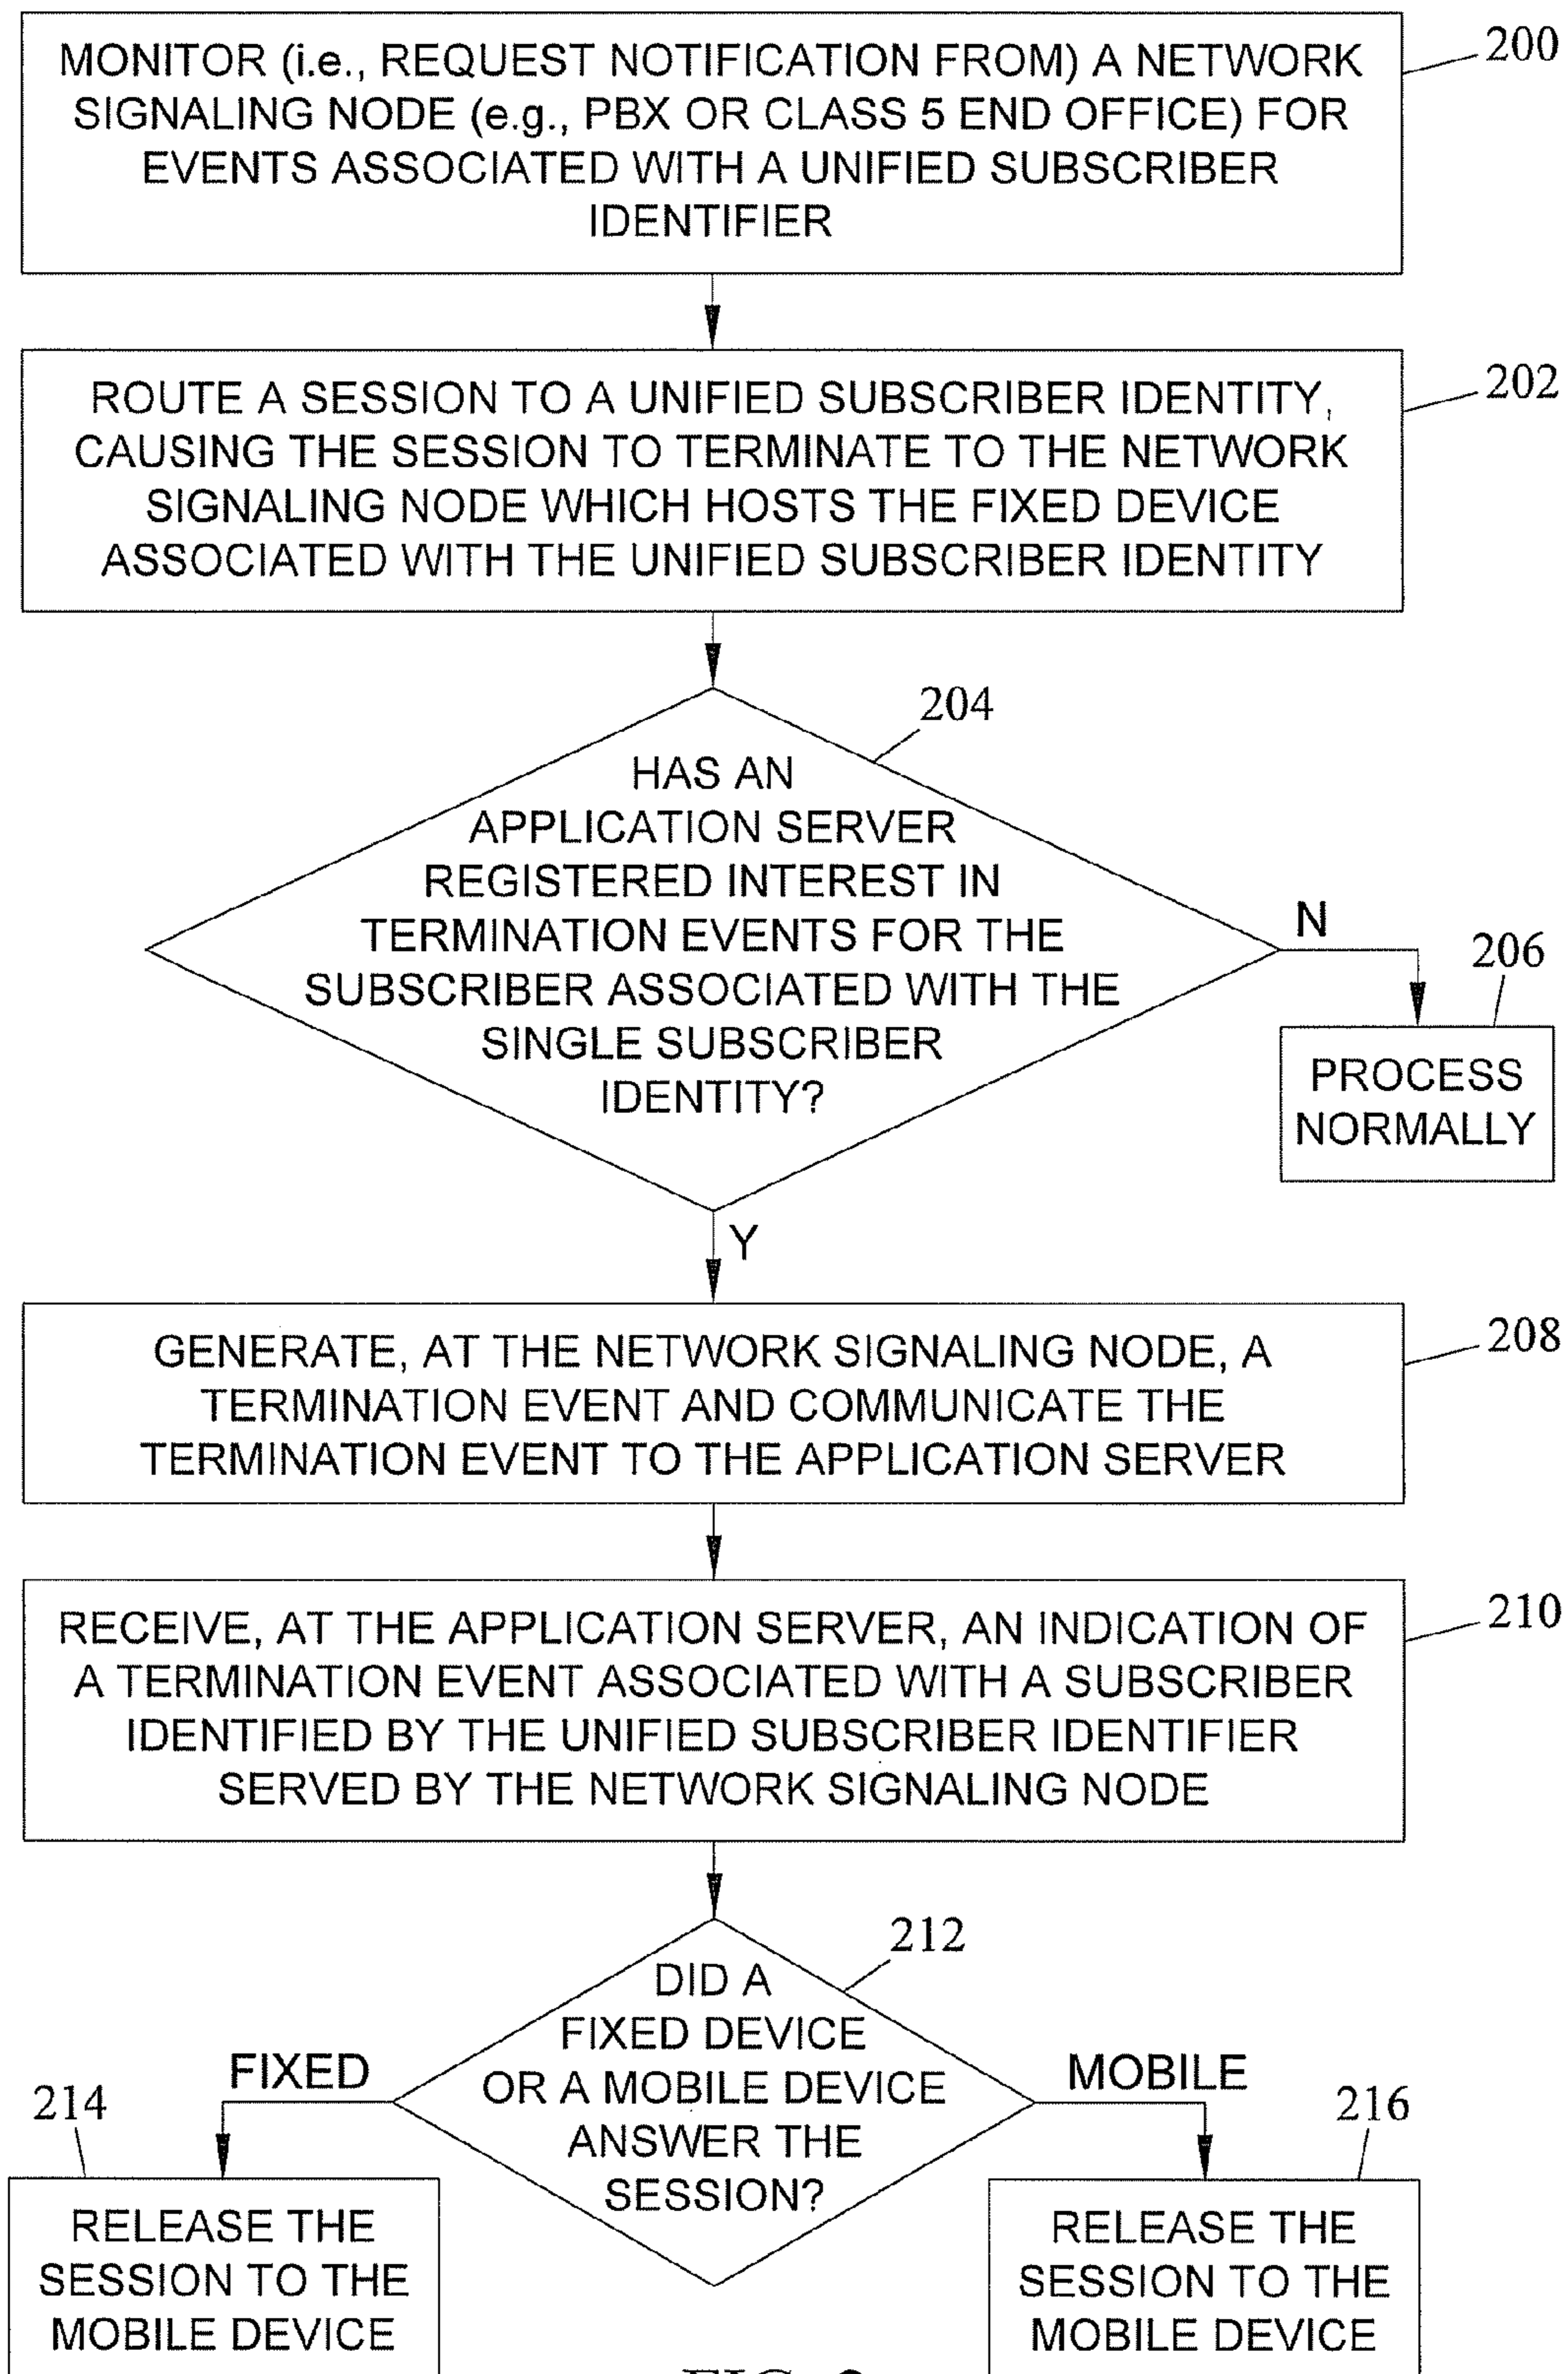 MONITOR (i.e., REQUEST NOTIFICATION FROM) A NETWORK
SIGNALING NODE (e.g., PBX OR CLASS 5 END OFFICE) FOR
EVENTS ASSOCIATED WITH A UNIFIED SUBSCRIBER
IDENTIFIER
200
ROUTE A SESSION TO A UNIFIED SUBSCRIBER IDENTITY,
CAUSING THE SESSION TO TERMINATE TO THE NETWORK
SIGNALING NODE WHICH HOSTS THE FIXED DEVICE
ASSOCIATED WITH THE UNIFIED SUBSCRIBER IDENTITY
202
204
HAS AN
APPLICATION SERVER
REGISTERED INTEREST IN
TERMINATION EVENTS FOR THE
SUBSCRIBER ASSOCIATED WITH THE
SINGLE SUBSCRIBER
IDENTITY?
N
206
PROCESS
NORMALLY
Y
GENERATE, AT THE NETWORK SIGNALING NODE, A
TERMINATION EVENT AND COMMUNICATE THE
TERMINATION EVENT TO THE APPLICATION SERVER
208
RECEIVE, AT THE APPLICATION SERVER, AN INDICATION OF
A TERMINATION EVENT ASSOCIATED WITH A SUBSCRIBER
IDENTIFIED BY THE UNIFIED SUBSCRIBER IDENTIFIER
SERVED BY THE NETWORK SIGNALING NODE
210
212
DID A
FIXED DEVICE
OR A MOBILE DEVICE
ANSWER THE
SESSION?
FIXED
MOBILE
214
RELEASE THE
SESSION TO THE
MOBILE DEVICE
216
RELEASE THE
SESSION TO THE
MOBILE DEVICE